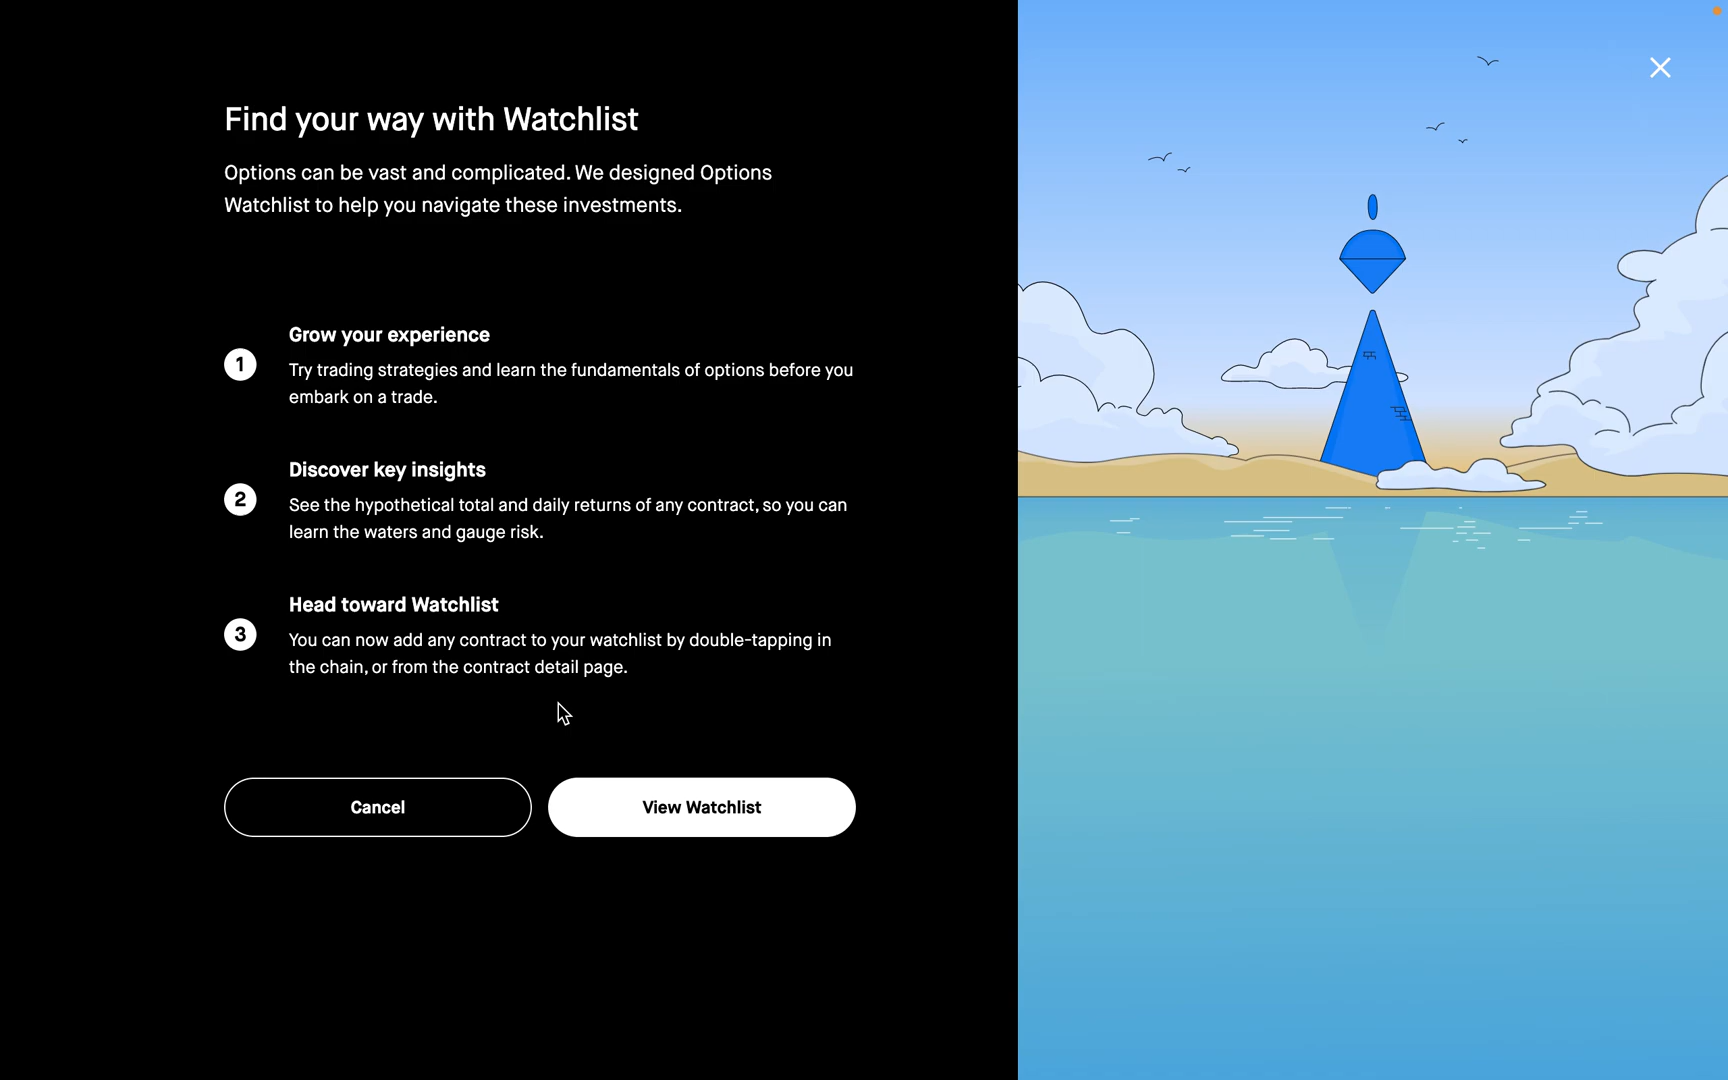 Find your way with Watchlist
Options can be vast and complicated. We designed Options
Watchlist to help you navigate these investments.
1
Grow your experience
Try trading strategies and learn the fundamentals of options before you
embark on a trade.
2
Discover key insights
See the hypothetical total and daily returns of any contract, so you can
learn the waters and gauge risk.
3
Head toward Watchlist
You can now add any contract to your watchlist by double-tapping in
the chain, or from the contract detail page.
Cancel
View Watchlist